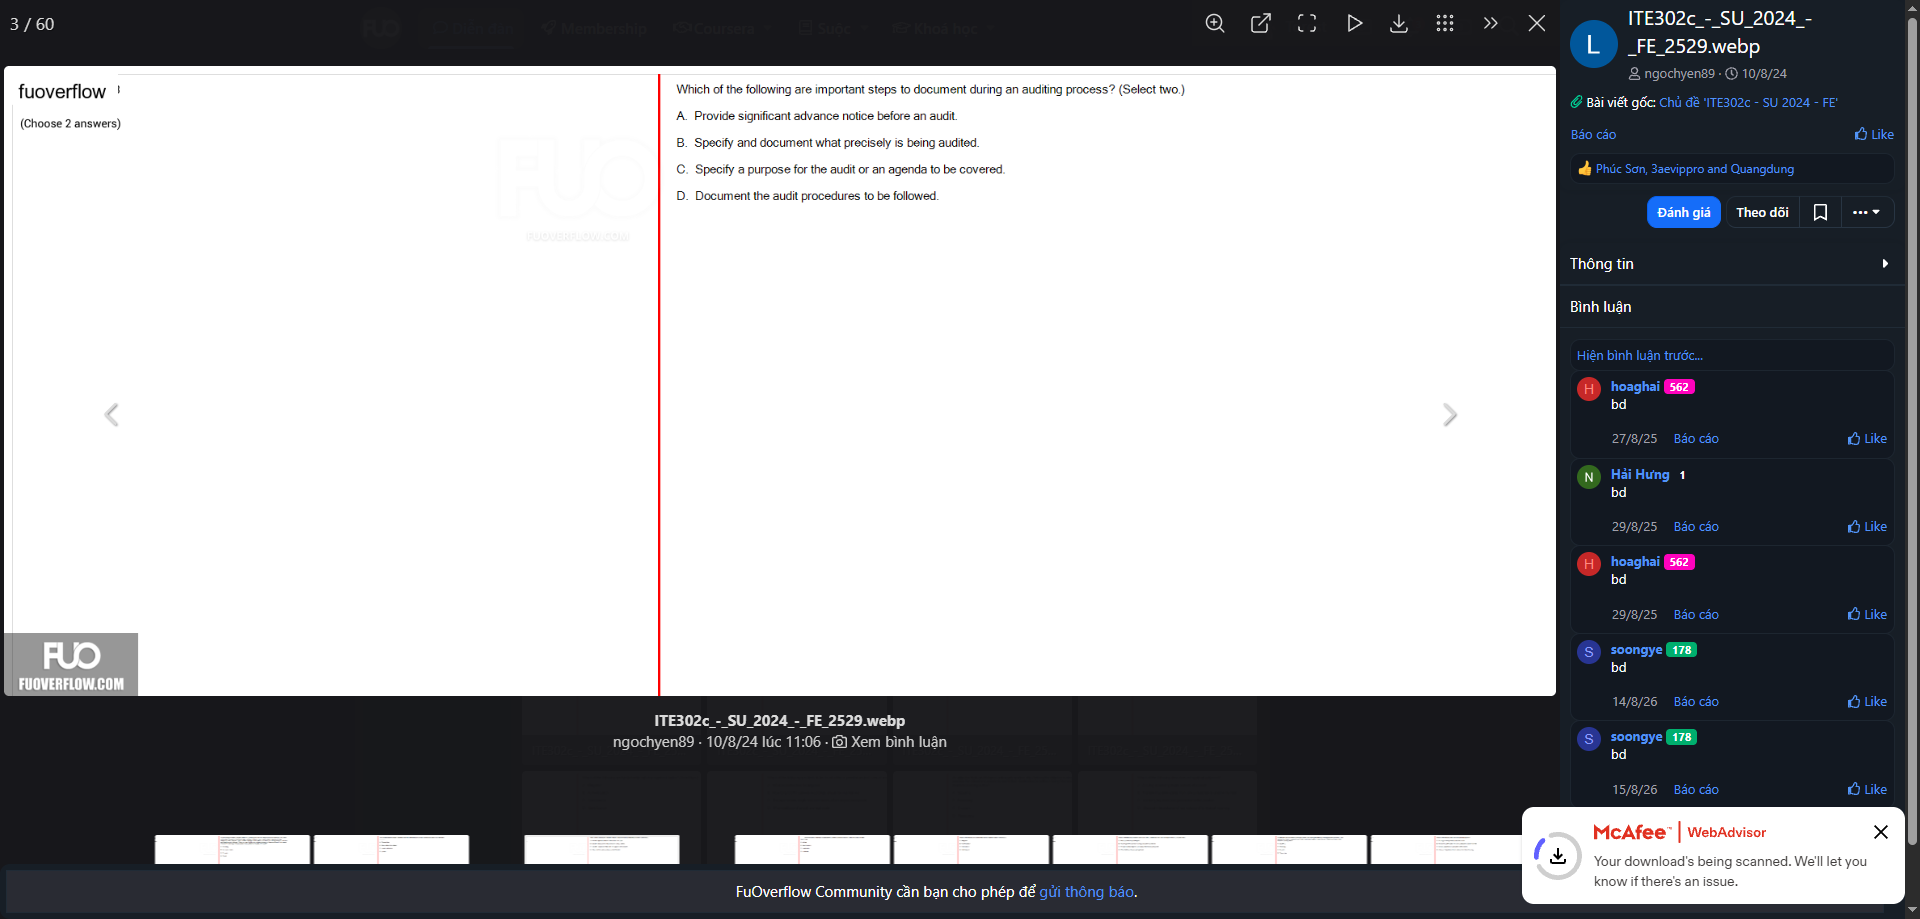 3 / 60
fuoverflow
(Choose 2 answers)
Which of the following are important steps to document during an auditing process? (Select two.)
A. Provide significant advance notice before an audit.
B. Specify and document what precisely is being audited.
C. Specify a purpose for the audit or an agenda to be covered.
D. Document the audit procedures to be followed.
FUO
FUOVERFLOW.COM
FUO
FUOVERFLOW.COM
ITE302c_-_SU_2024_-_FE_2529.webp
ngochyen89 · 10/8/24 lúc 11:06 · Xem bình luận
FuOverflow Community cần bạn cho phép để gửi thông báo.
L
ITE302c_-_SU_2024_-
_FE_2529.webp
ngochyen89 · 10/8/24
Bài viết gốc: Chủ đề 'ITE302c - SU 2024 - FE'
Báo cáo
Like
Phúc Sơn, 3aevippro and Quangdung
Đánh giá
Theo dõi
Thông tin
Bình luận
Hiện bình luận trước...
H
hoaghai 562
bd
27/8/25 Báo cáo
Like
N
Hải Hưng 1
bd
29/8/25 Báo cáo
Like
H
hoaghai 562
bd
29/8/25 Báo cáo
Like
S
soongye 178
bd
14/8/26 Báo cáo
Like
S
soongye 178
bd
15/8/26 Báo cáo
Like
McAfee | WebAdvisor
Your download's being scanned. We'll let you
know if there's an issue.